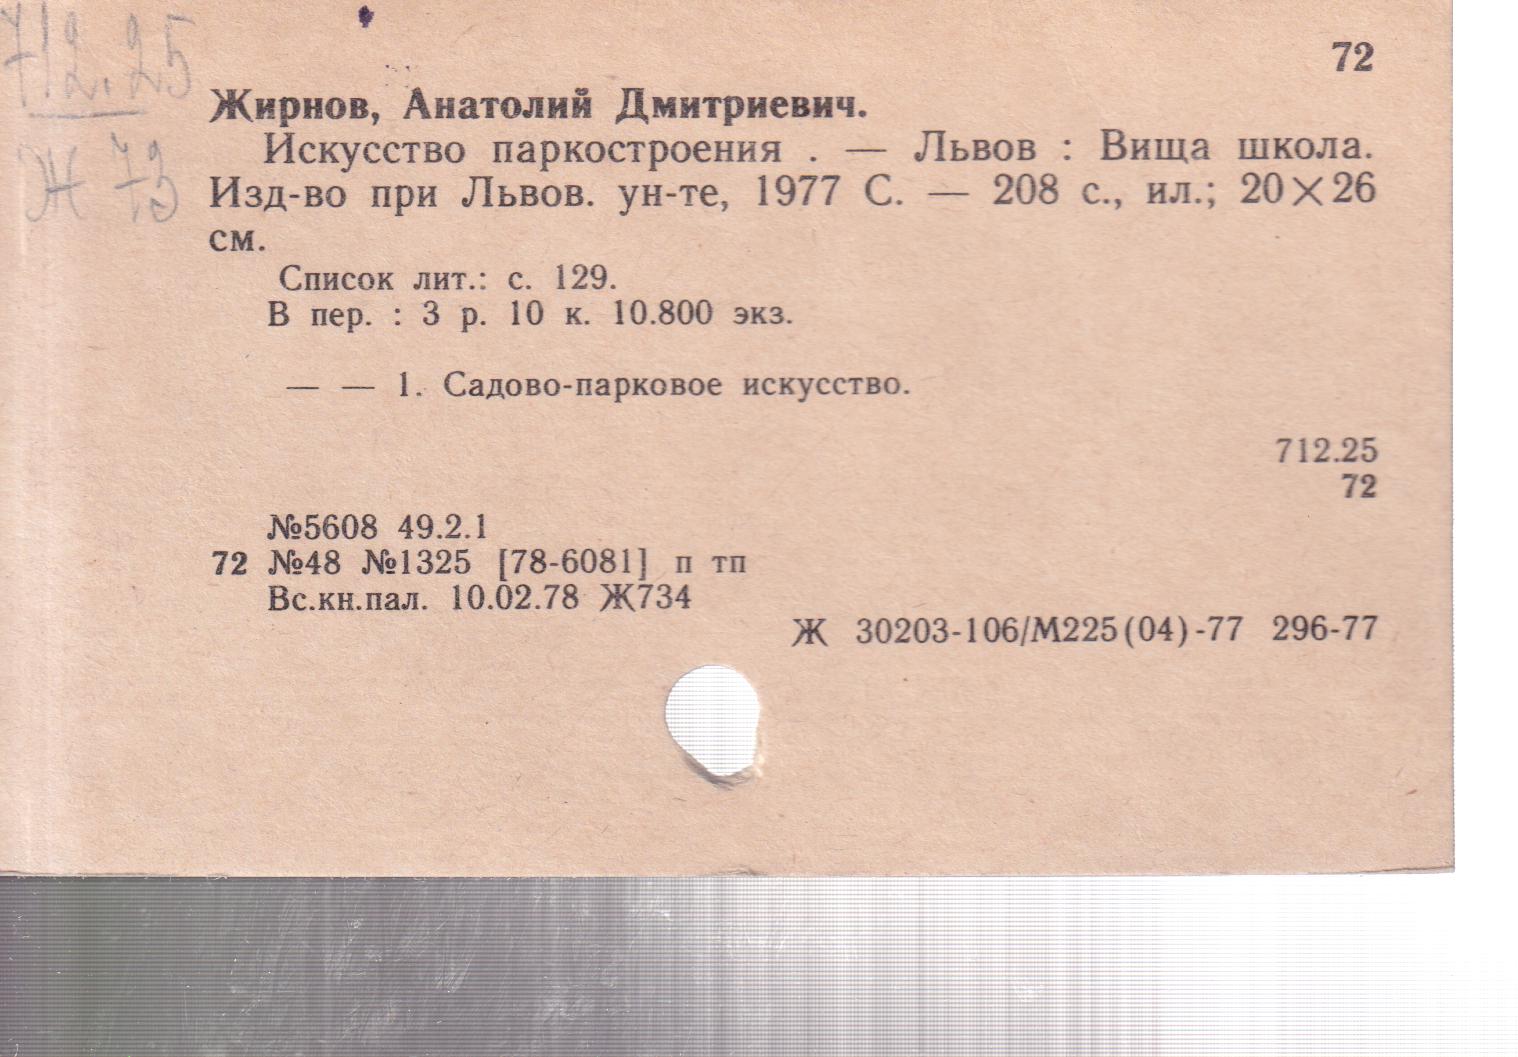 712.25
Ж 73
72
Жирнов, Анатолий Дмитриевич.
Искусство паркостроения . — Львов : Вища школа.
Изд-во при Львов. ун-те, 1977 С. — 208 с., ил.; 20×26
см.
Список лит.: с. 129.
В пер. : 3 р. 10 к. 10.800 экз.
— — 1. Садово-парковое искусство.
712.25
72
№5608 49.2.1
72 №48 №1325 [78-6081] п тп
Вс.кн.пал. 10.02.78 Ж734
Ж 30203-106/М225(04)-77 296-77